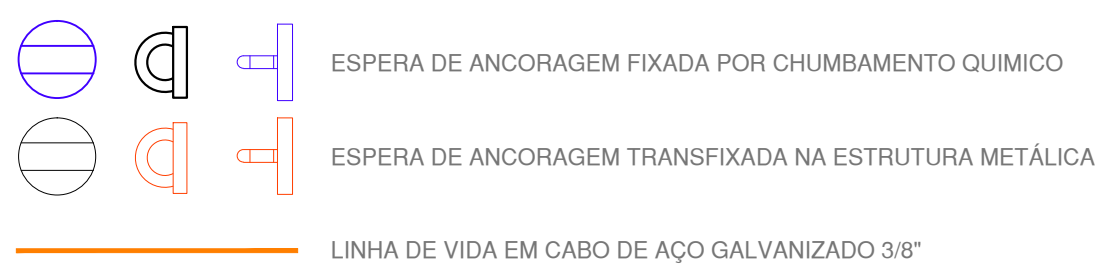 ESPERA DE ANCORAGEM FIXADA POR CHUMBAMENTO QUIMICO
ESPERA DE ANCORAGEM TRANSFIXADA NA ESTRUTURA METÁLICA
LINHA DE VIDA EM CABO DE AÇO GALVANIZADO 3/8"